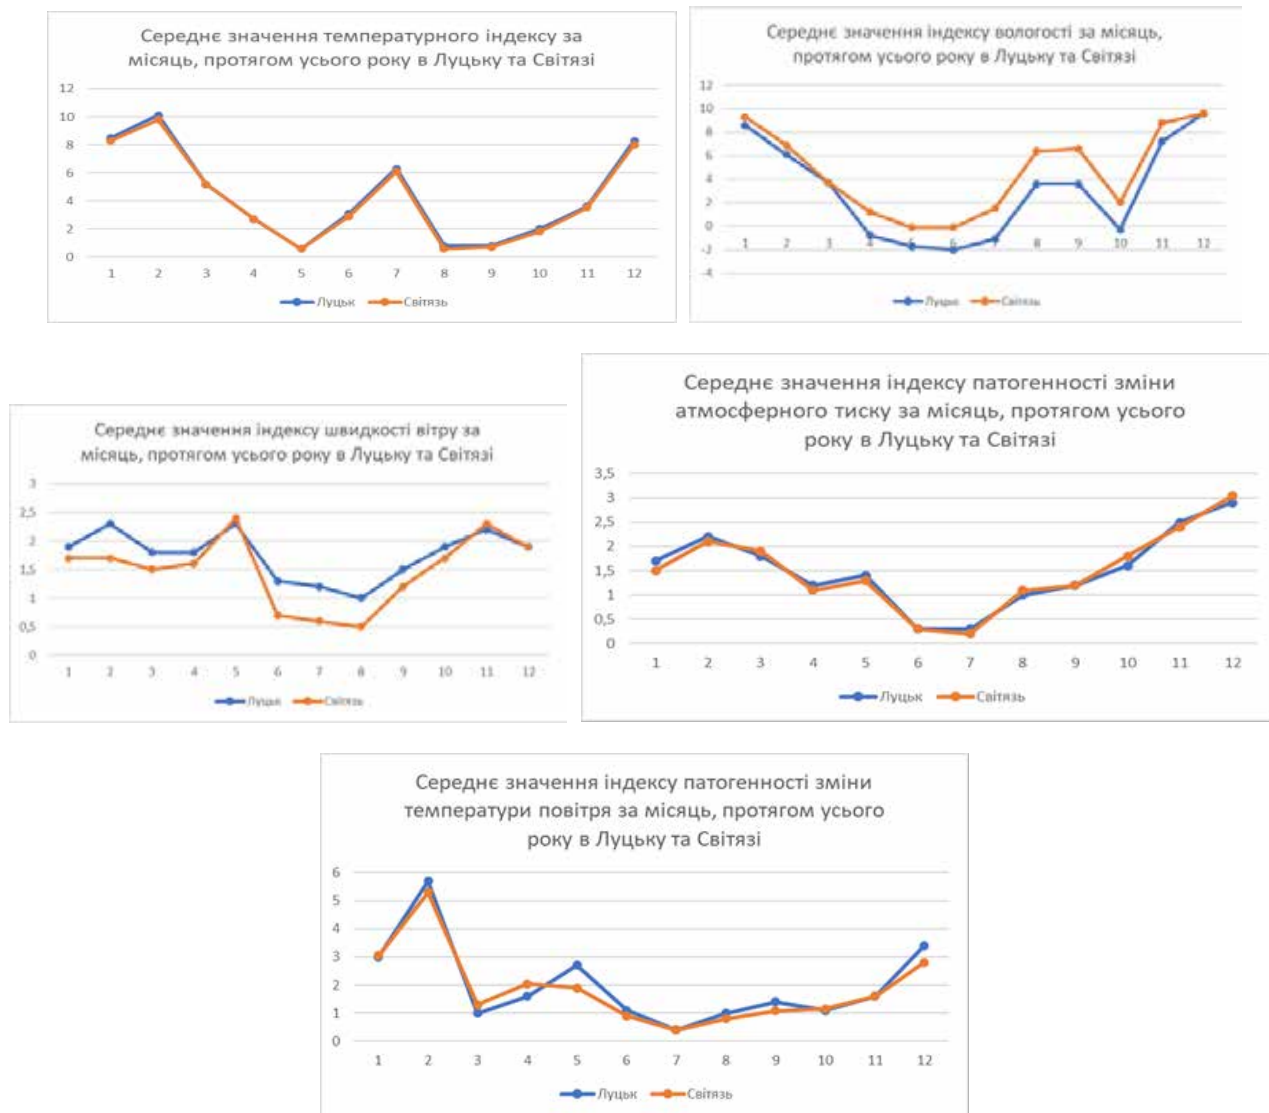 Середнє значення температурного індексу за
місяць, протягом усього року в Луцьку та Світязі
12
10
8
6
4
2
0
1 2 3 4 5 6 7 8 9 10 11 12
Луцьк Світязь
Середнє значення індексу вологості за місяць,
протягом усього року в Луцьку та Світязі
12
10
8
6
4
2
0
-2
-4
1 2 3 4 5 6 7 8 9 10 11 12
Луцьк Світязь
Середнє значення індексу швидкості вітру за
місяць, протягом усього року в Луцьку та Світязі
3
2,5
2
1,5
1
0,5
0
1 2 3 4 5 6 7 8 9 10 11 12
Луцьк Світязь
Середнє значення індексу патогенності зміни
атмосферного тиску за місяць, протягом усього
року в Луцьку та Світязі
3,5
3
2,5
2
1,5
1
0,5
0
1 2 3 4 5 6 7 8 9 10 11 12
Луцьк Світязь
Середнє значення індексу патогенності зміни
температури повітря за місяць, протягом усього
року в Луцьку та Світязі
6
5
4
3
2
1
0
1 2 3 4 5 6 7 8 9 10 11 12
Луцьк Світязь